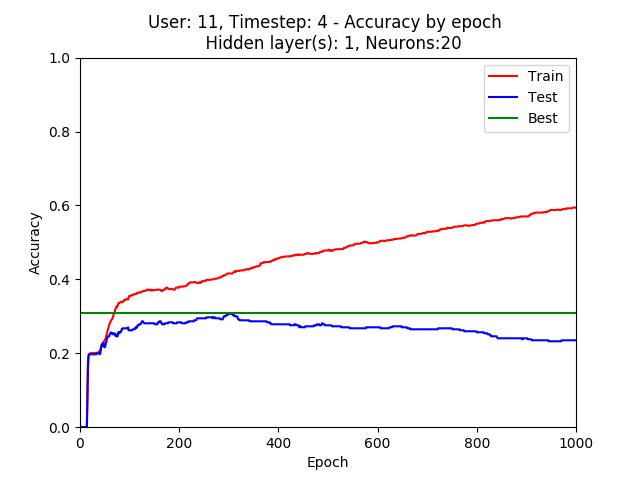 User: 11, Timestep: 4 - Accuracy by epoch
Hidden layer(s): 1, Neurons:20
1.0
0.8
0.6
0.4
0.2
0.0
Accuracy
Train
Test
Best
0 200 400 600 800 1000
Epoch